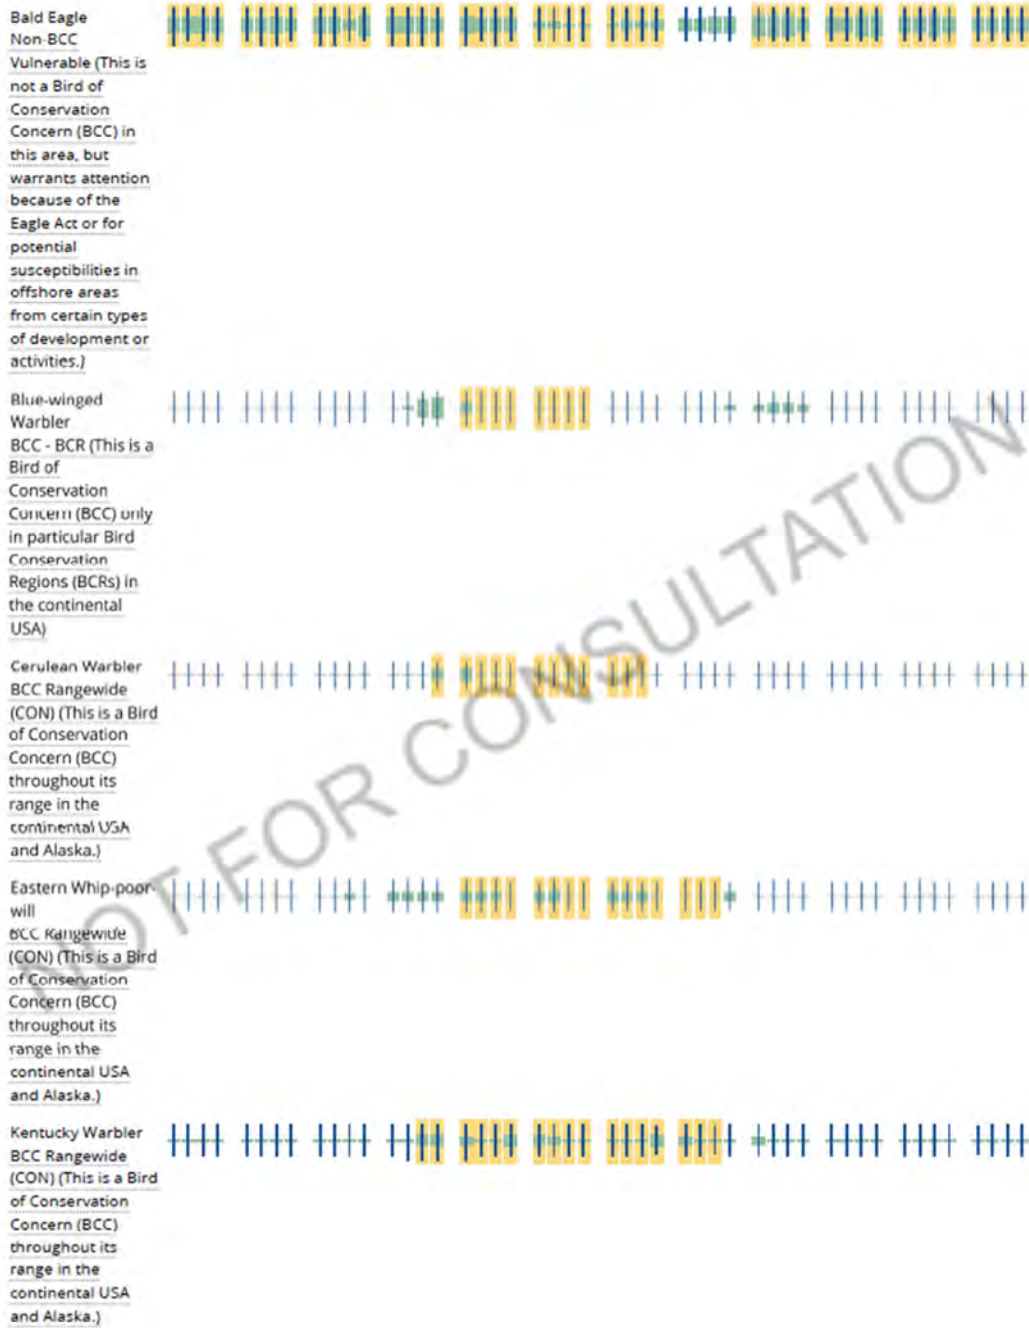 Bald Eagle
Non-BCC
Vulnerable (This is
not a Bird of
Conservation
Concern (BCC) in
this area, but
warrants attention
because of the
Eagle Act or for
potential
susceptibilities in
offshore areas
from certain types
of development or
activities.)
Blue-winged
Warbler
BCC - BCR (This is a
Bird of
Conservation
Concern (BCC) only
in particular Bird
Conservation
Regions (BCRs) in
the continental
USA)
Cerulean Warbler
BCC Rangewide
(CON) (This is a Bird
of Conservation
Concern (BCC)
throughout its
range in the
continental USA
and Alaska.)
Eastern Whip-poor-
will
BCC Rangewide
(CON) (This is a Bird
of Conservation
Concern (BCC)
throughout its
range in the
continental USA
and Alaska.)
Kentucky Warbler
BCC Rangewide
(CON) (This is a Bird
of Conservation
Concern (BCC)
throughout its
range in the
continental USA
and Alaska.)
NOT FOR CONSULTATION